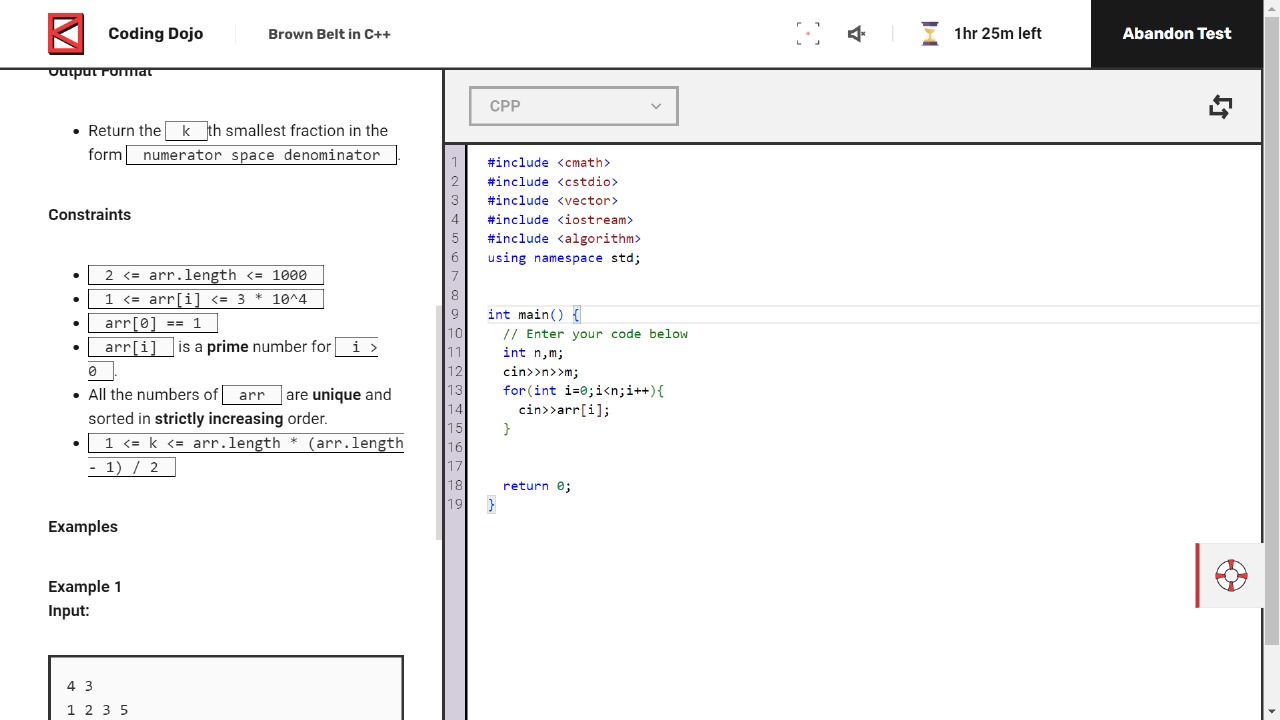 Coding Dojo
Brown Belt in C++
1hr 25m left
Abandon Test
Output Format
Return the k th smallest fraction in the
form numerator space denominator .
Constraints
2 <= arr.length <= 1000
1 <= arr[i] <= 3 * 10^4
arr[0] == 1
arr[i] is a prime number for i >
0 .
All the numbers of arr are unique and
sorted in strictly increasing order.
1 <= k <= arr.length * (arr.length
- 1) / 2
Examples
Example 1
Input:
4 3
1 2 3 5
CPP
1 #include <cmath>
2 #include <cstdio>
3 #include <vector>
4 #include <iostream>
5 #include <algorithm>
6 using namespace std;
7
8
9 int main() {
10 // Enter your code below
11 int n,m;
12 cin>>n>>m;
13 for(int i=0;i<n;i++){
14 cin>>arr[i];
15 }
16
17
18 return 0;
19 }